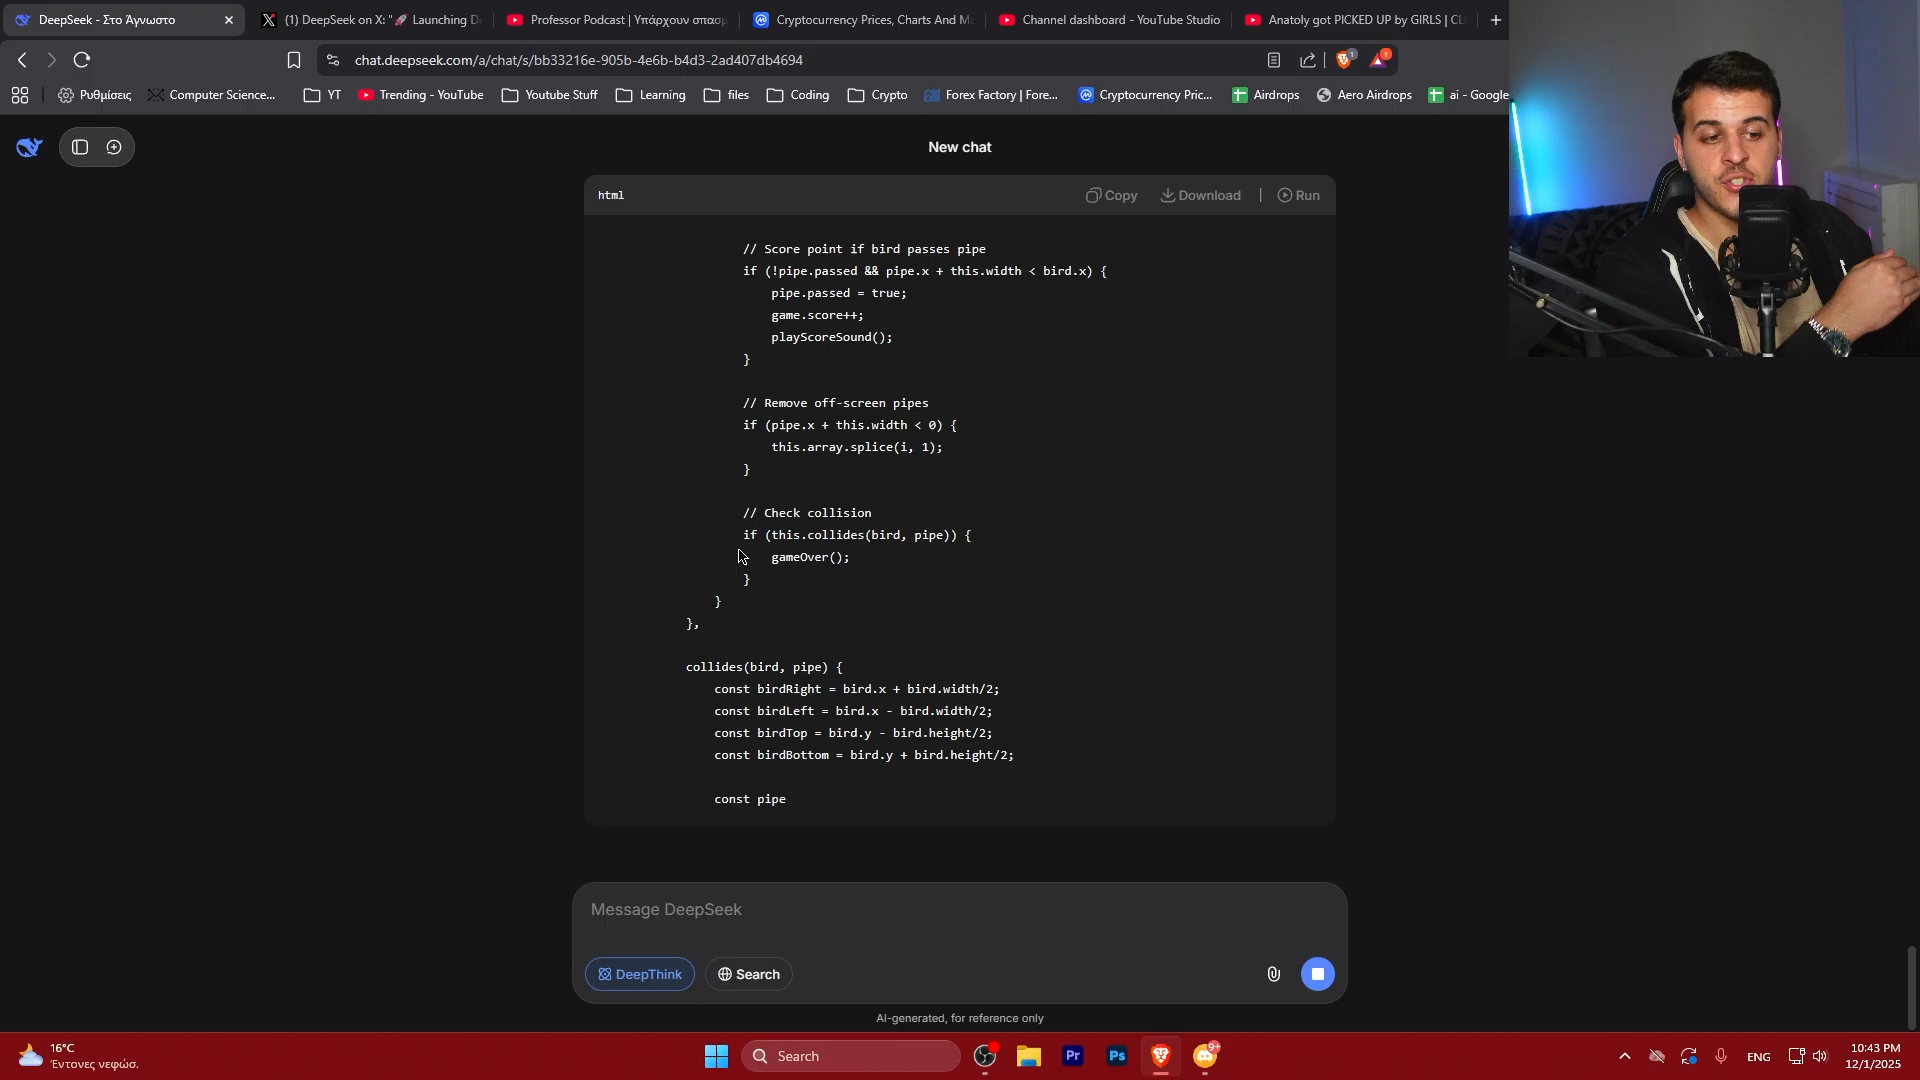 DeepSeek - Στο Άγνωστο
(1) DeepSeek on X: "🚀 Launching D
Professor Podcast | Υπάρχουν σπασμ
Cryptocurrency Prices, Charts And Ma
Channel dashboard - YouTube Studio
Anatoly got PICKED UP by GIRLS | CL
chat.deepseek.com/a/chat/s/bb33216e-905b-4e6b-b4d3-2ad407db4694
1
1
Ρυθμίσεις
Computer Science...
YT
Trending - YouTube
Youtube Stuff
Learning
files
Coding
Crypto
Forex Factory | Fore...
Cryptocurrency Pric...
Airdrops
Aero Airdrops
ai - Google
New chat
html
Copy
Download
Run
// Score point if bird passes pipe
if (!pipe.passed && pipe.x + this.width < bird.x) {
pipe.passed = true;
game.score++;
playScoreSound();
}
// Remove off-screen pipes
if (pipe.x + this.width < 0) {
this.array.splice(i, 1);
}
// Check collision
if (this.collides(bird, pipe)) {
gameOver();
}
}
},
collides(bird, pipe) {
const birdRight = bird.x + bird.width/2;
const birdLeft = bird.x - bird.width/2;
const birdTop = bird.y - bird.height/2;
const birdBottom = bird.y + bird.height/2;
const pipe
Message DeepSeek
DeepThink
Search
AI-generated, for reference only
16°C
Έντονες νεφώσ.
Search
Pr
Ps
9+
ENG
10:43 PM
12/1/2025